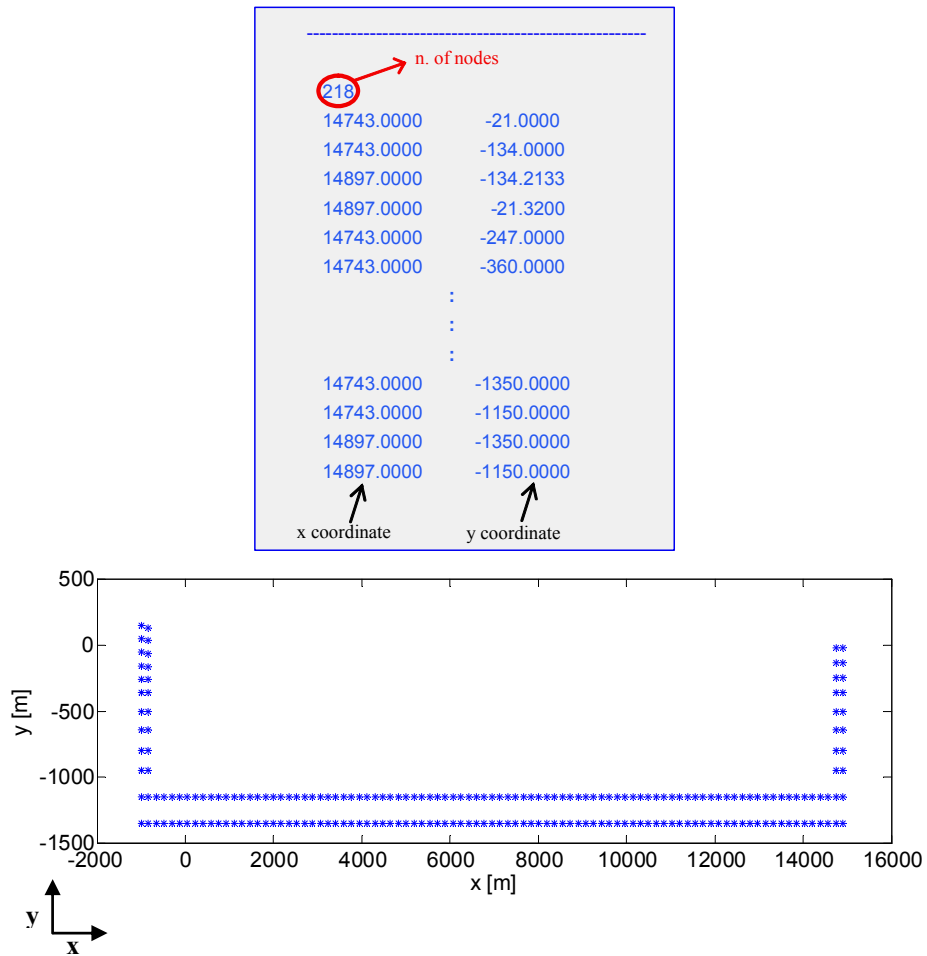 ------------------------------------------------------
n. of nodes
218
14743.0000 -21.0000
14743.0000 -134.0000
14897.0000 -134.2133
14897.0000 -21.3200
14743.0000 -247.0000
14743.0000 -360.0000
:
:
:
14743.0000 -1350.0000
14743.0000 -1150.0000
14897.0000 -1350.0000
14897.0000 -1150.0000
x coordinate y coordinate
500
0
-500
-1000
-1500
y [m]
-2000 0 2000 4000 6000 8000 10000 12000 14000 16000
x [m]
y
x